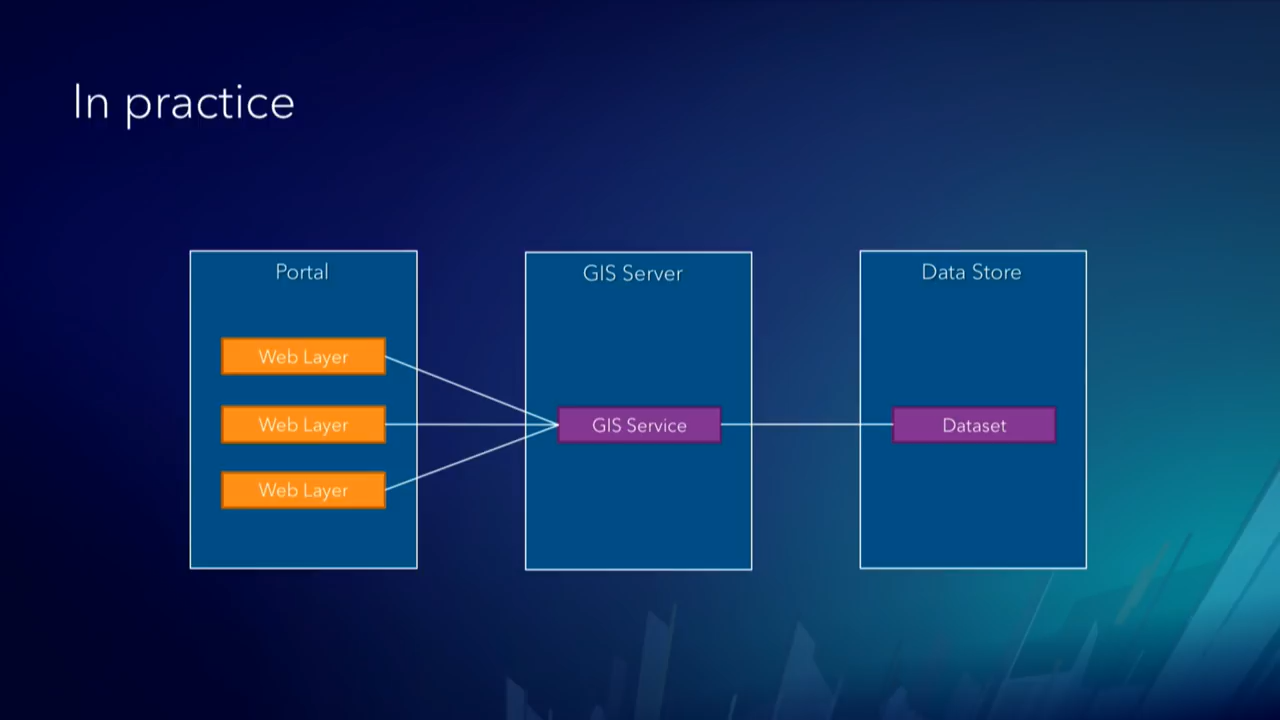 In practice
Portal
Web Layer
Web Layer
Web Layer
GIS Server
GIS Service
Data Store
Dataset